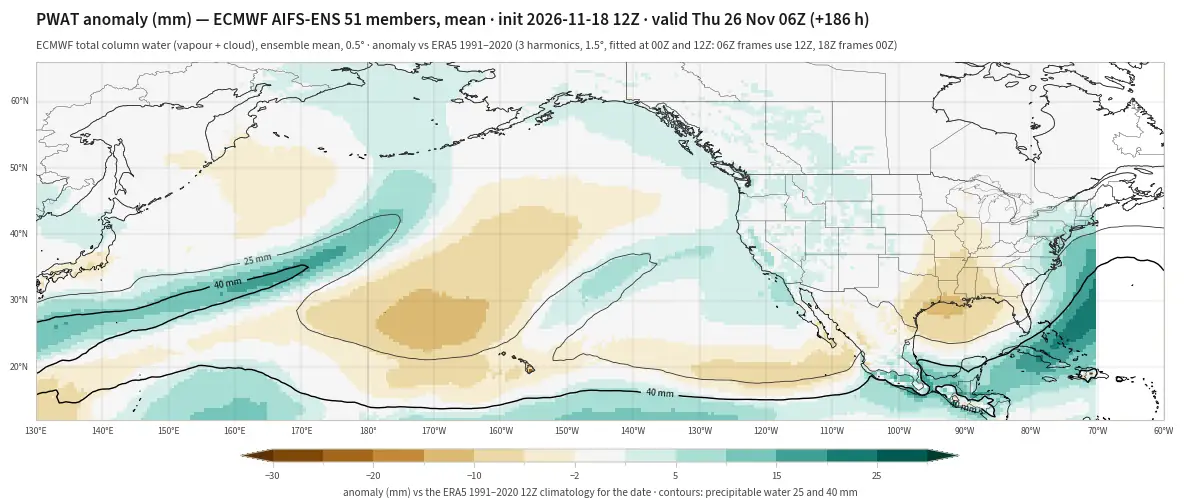 PWAT anomaly (mm) — ECMWF AIFS-ENS 51 members, mean · init 2026-11-18 12Z · valid Thu 26 Nov 06Z (+186 h)
ECMWF total column water (vapour + cloud), ensemble mean, 0.5° · anomaly vs ERA5 1991–2020 (3 harmonics, 1.5°, fitted at 00Z and 12Z: 06Z frames use 12Z, 18Z frames 00Z)
60°N
50°N
40°N
30°N
20°N
25 mm
40 mm
40 mm
130°E 140°E 150°E 160°E 170°E 180° 170°W 160°W 150°W 140°W 130°W 120°W 110°W 100°W 90°W 80°W 70°W 60°W
−30 −20 −10 −2 5 15 25
anomaly (mm) vs the ERA5 1991–2020 12Z climatology for the date · contours: precipitable water 25 and 40 mm